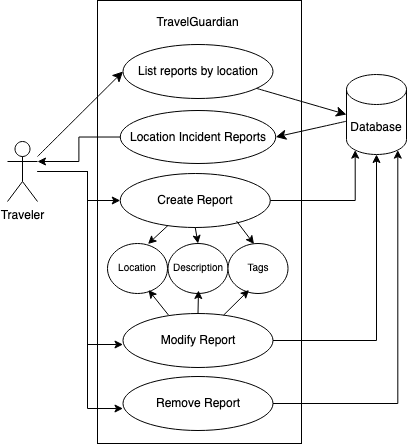 TravelGuardian
List reports by location
Database
Location Incident Reports
Traveler
Create Report
Location
Description
Tags
Modify Report
Remove Report